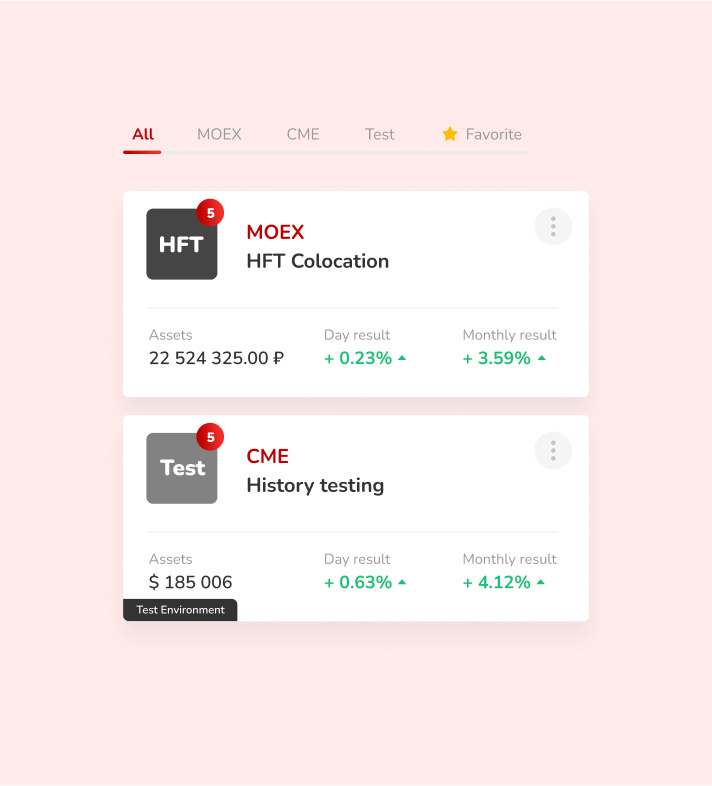 All MOEX CME Test Favorite
5
HFT
MOEX
HFT Colocation
Assets Day result Monthly result
22 524 325.00 ₽ + 0.23% + 3.59%
5
Test
CME
History testing
Assets Day result Monthly result
$ 185 006 + 0.63% + 4.12%
Test Environment